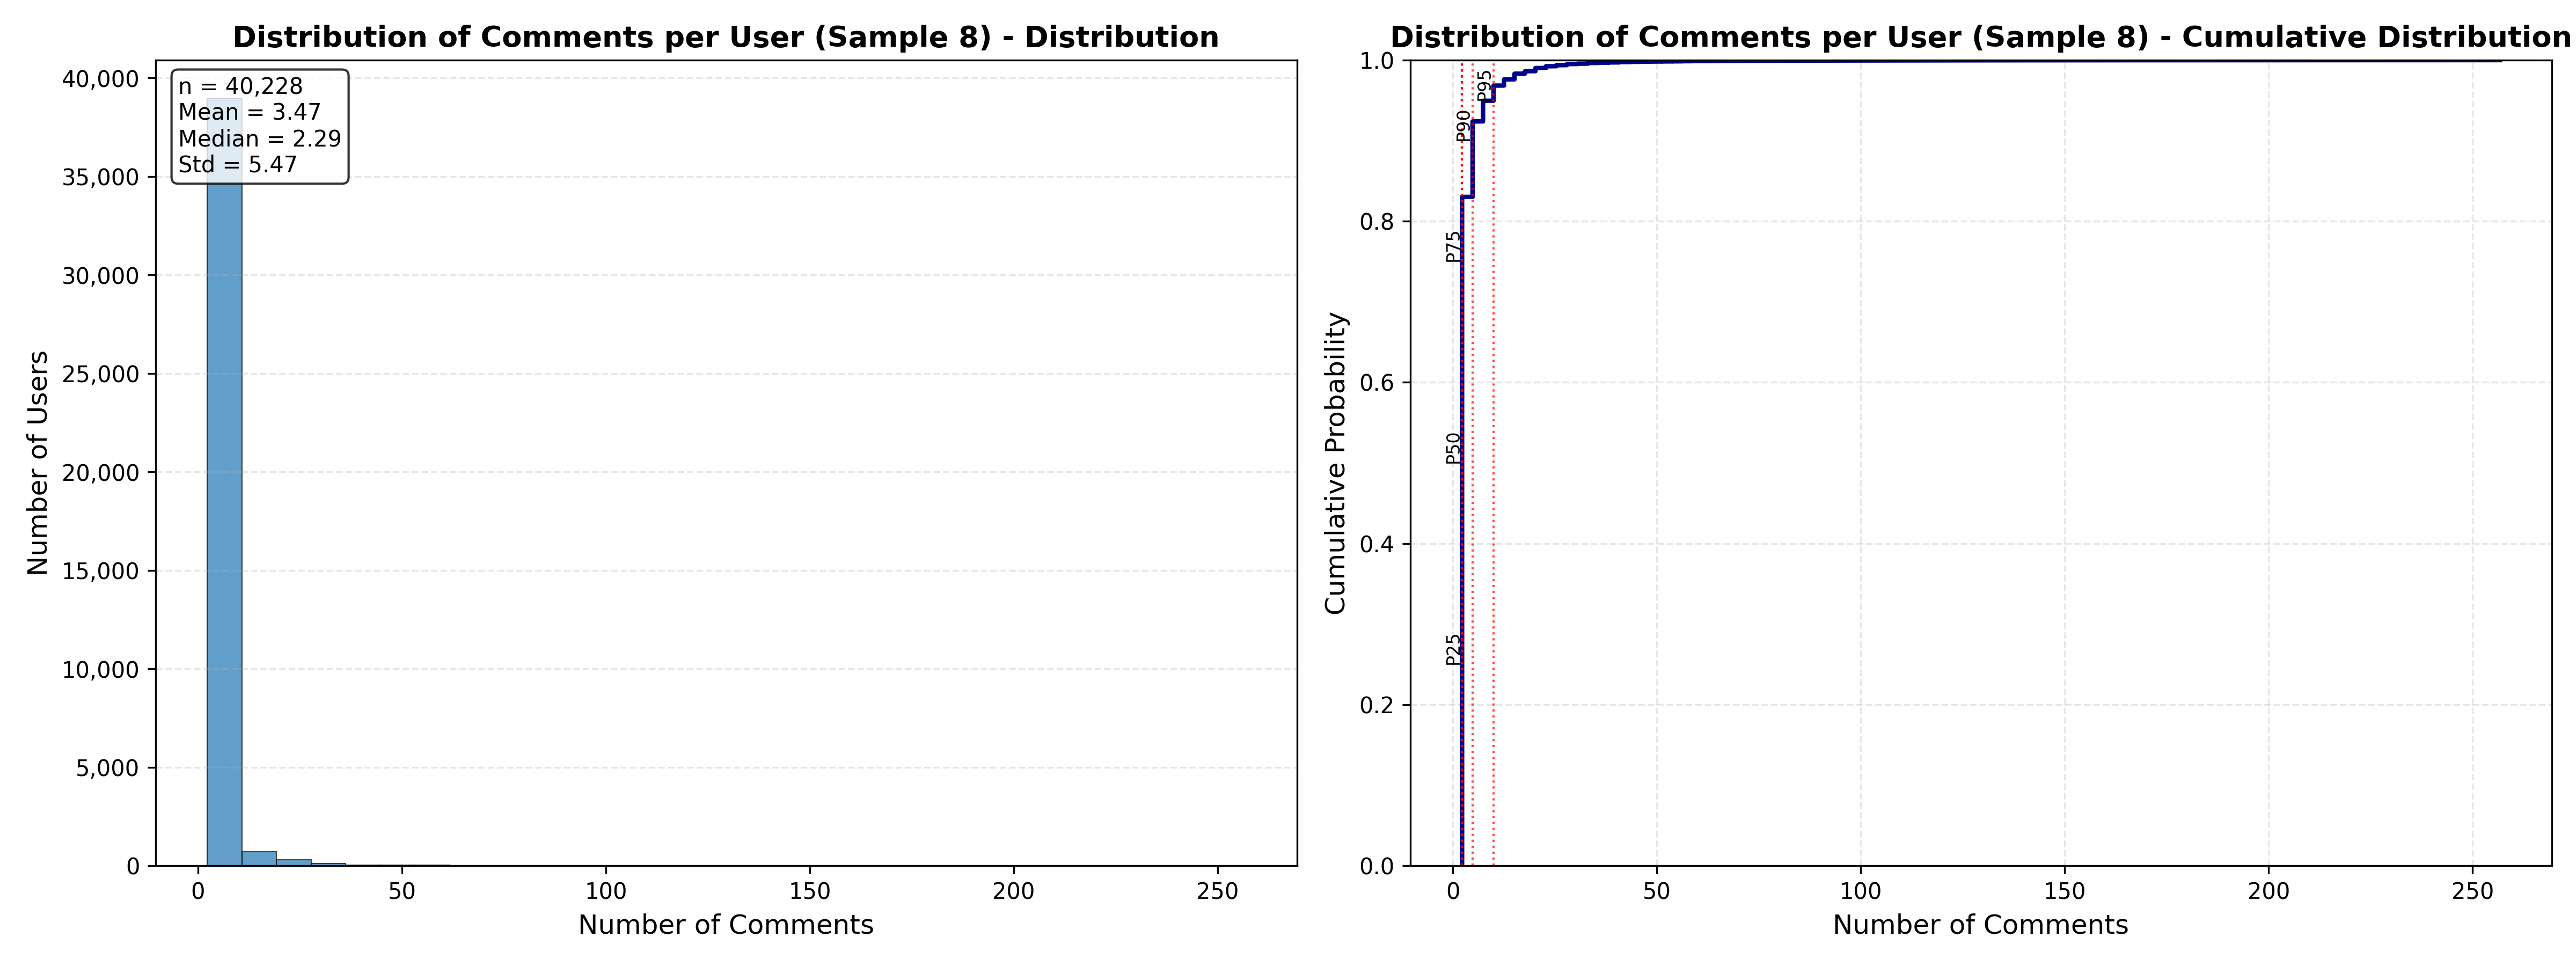 Distribution of Comments per User (Sample 8) - Distribution
n = 40,228
Mean = 3.47
Median = 2.29
Std = 5.47
40,000
35,000
30,000
25,000
20,000
15,000
10,000
5,000
0
Number of Users
0 50 100 150 200 250
Number of Comments
Distribution of Comments per User (Sample 8) - Cumulative Distribution
1.0
0.8
0.6
0.4
0.2
0.0
Cumulative Probability
P95
P90
P75
P50
P25
0 50 100 150 200 250
Number of Comments